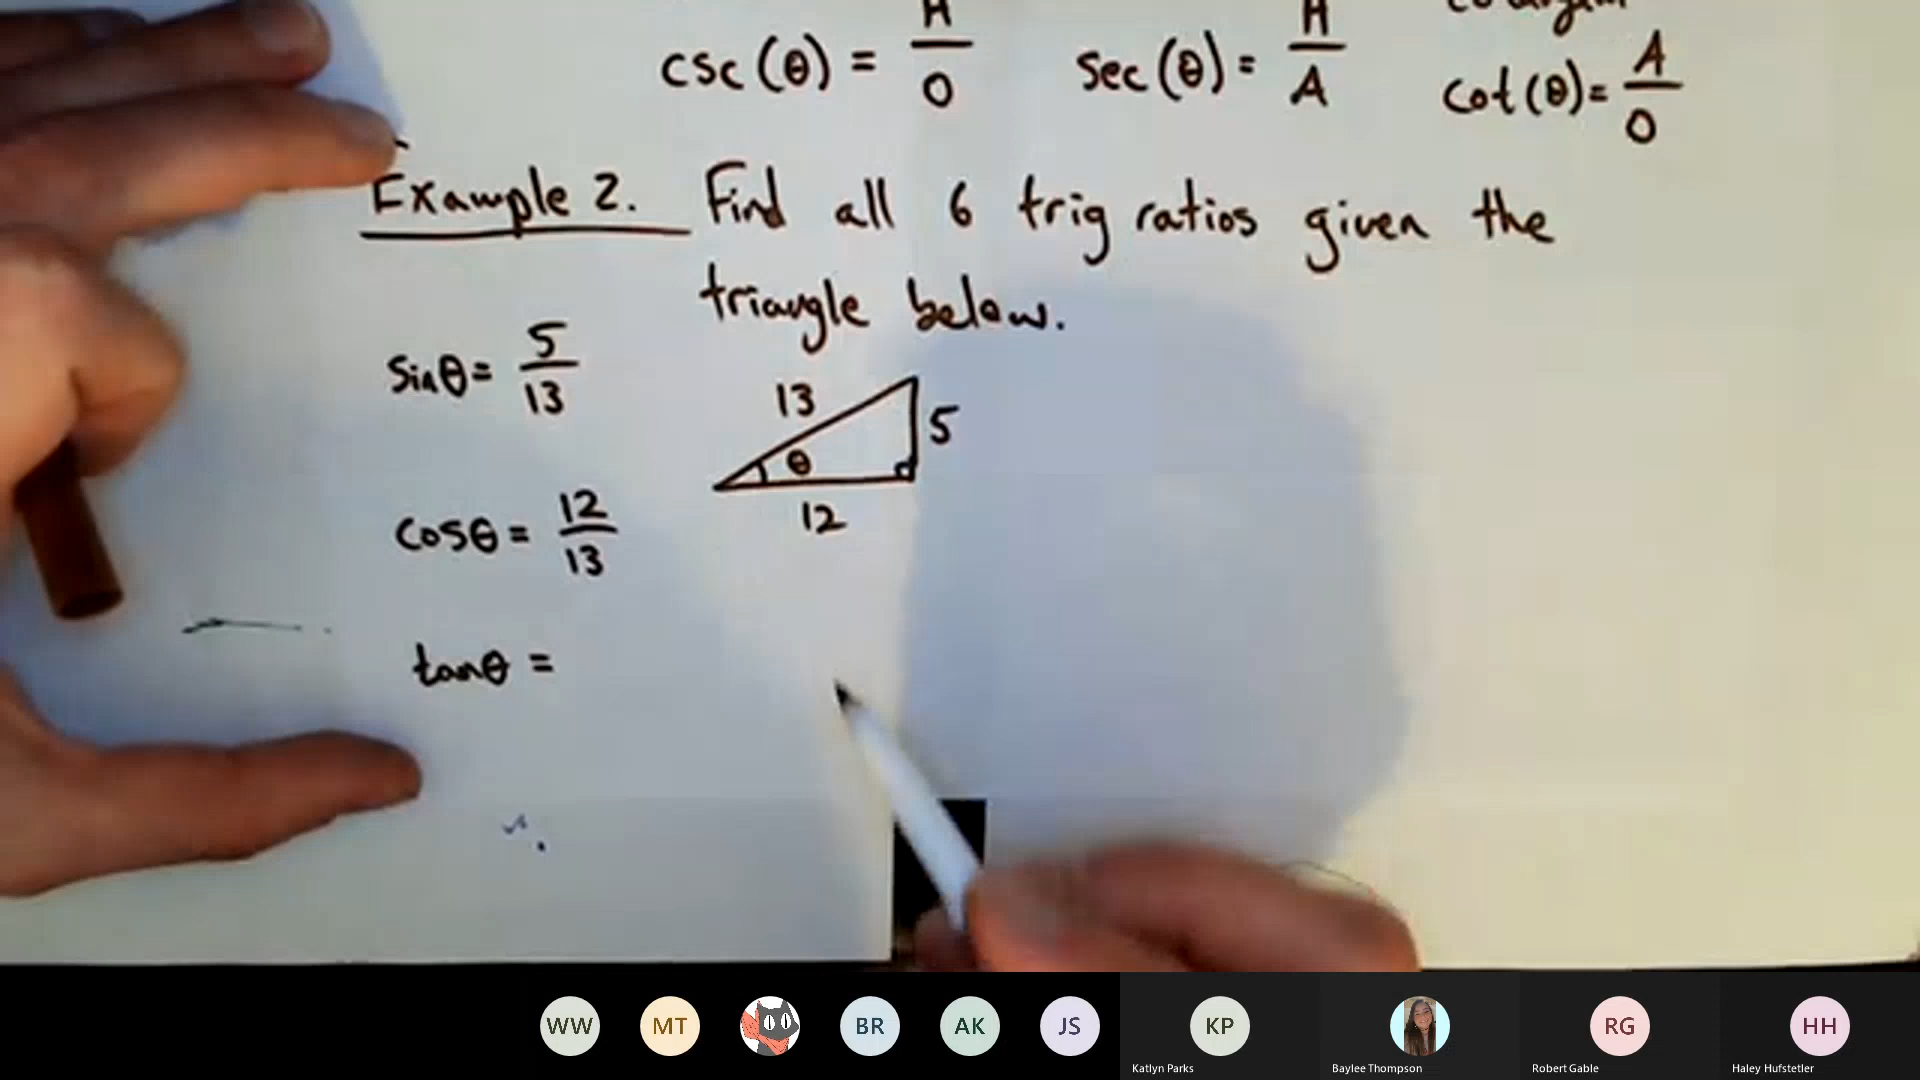 csc (θ) = H/O sec (θ) = H/A cot (θ) = A/O
Example 2. Find all 6 trig ratios given the
triangle below.
sinθ = 5/13
13
5
θ
12
cosθ = 12/13
tanθ =
WW MT BR AK JS KP RG HH
Katlyn Parks Baylee Thompson Robert Gable Haley Hufstetler